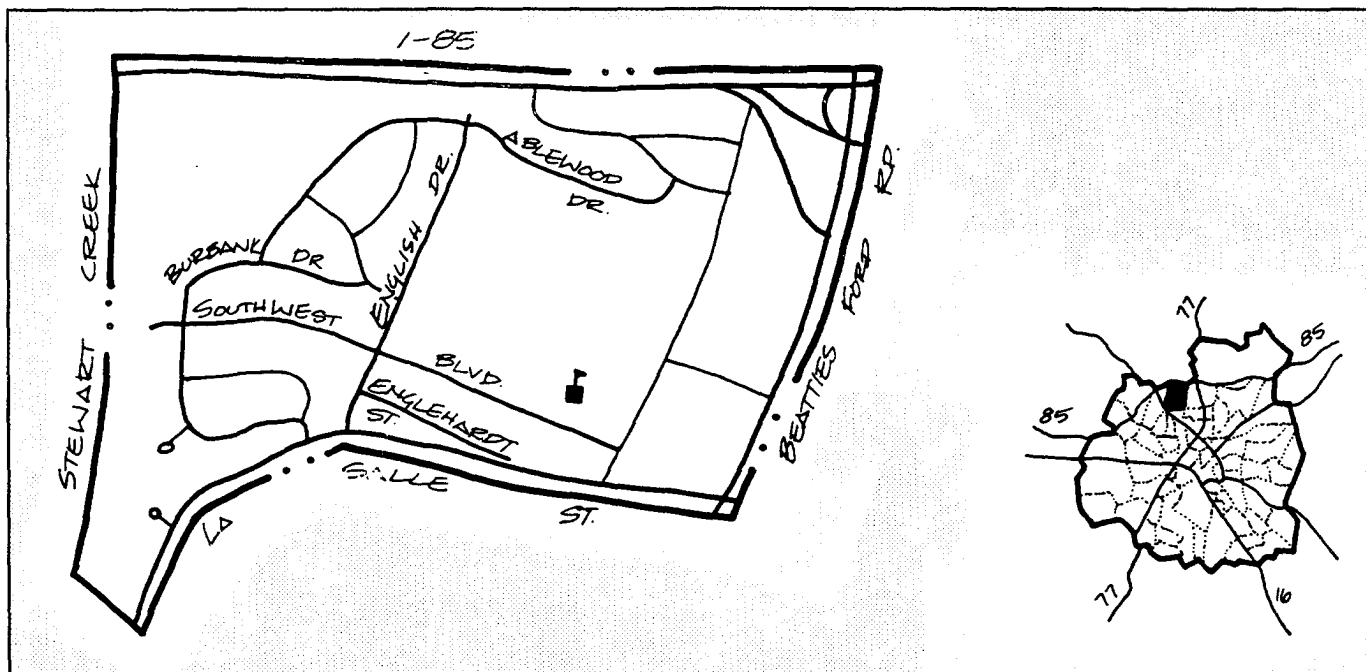 I-85
STEWART CREEK
BEATTIES FORD RD.
ABLEWOOD DR.
ENGLISH DR.
BURBANK DR
SOUTHWEST BLVD.
ENGLEHARDT ST.
LA SALLE ST.
77
85
85
77
16